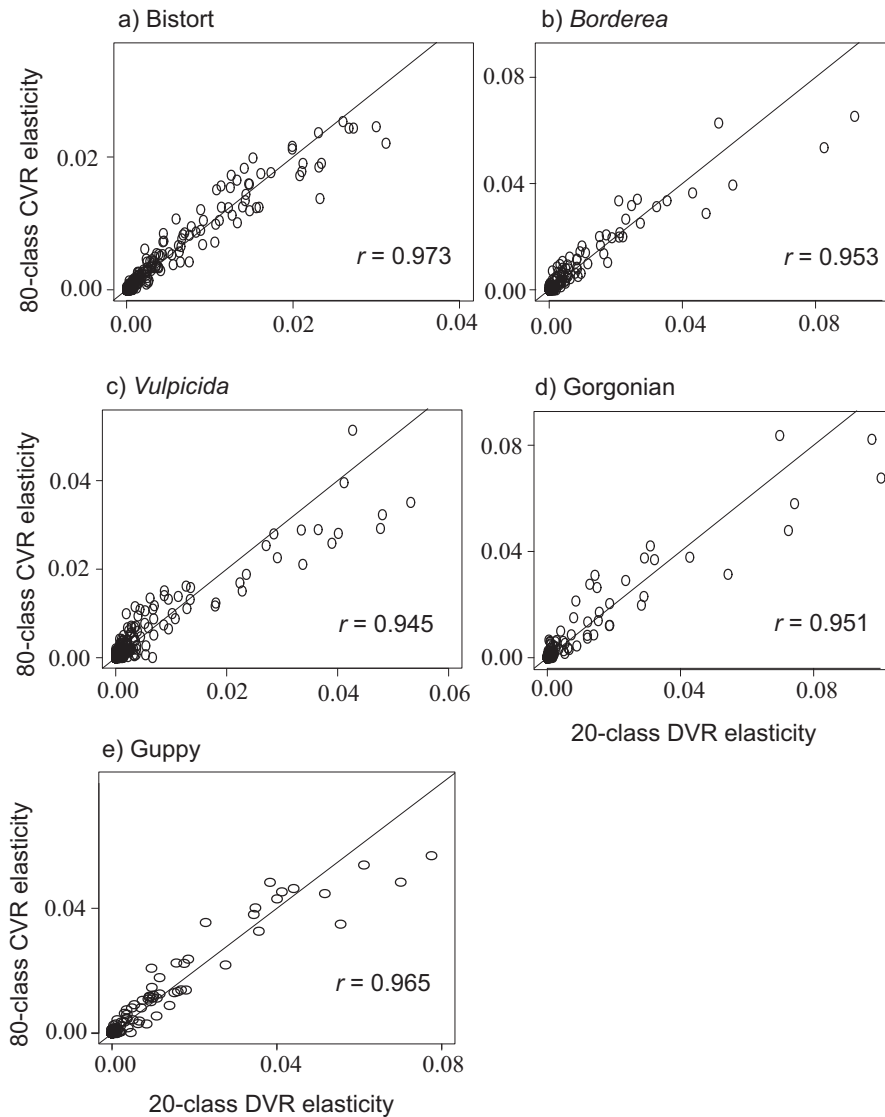 a) Bistort
80-class CVR elasticity
0.02
0.00
r = 0.973
0.00
0.02
0.04
b) Borderea
0.08
0.04
0.00
r = 0.953
0.00
0.04
0.08
c) Vulpicida
80-class CVR elasticity
0.04
0.02
0.00
r = 0.945
0.00
0.02
0.04
0.06
d) Gorgonian
0.08
0.04
0.00
r = 0.951
0.00
0.04
0.08
20-class DVR elasticity
e) Guppy
80-class CVR elasticity
0.04
0.00
r = 0.965
0.00
0.04
0.08
20-class DVR elasticity